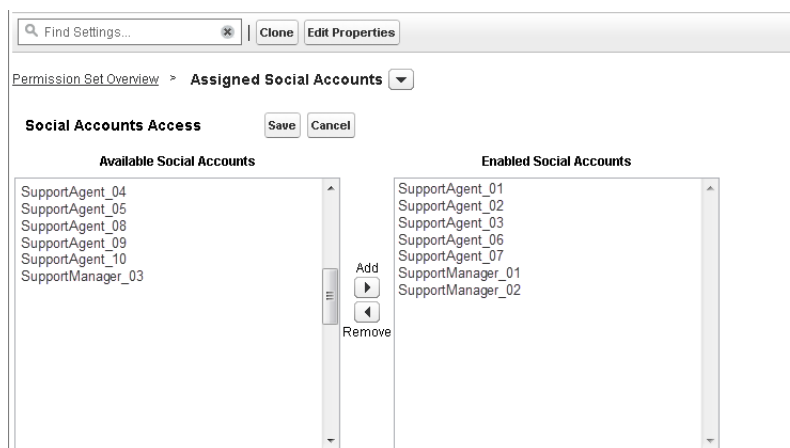 Find Settings...
Clone
Edit Properties
Permission Set Overview > Assigned Social Accounts
Social Accounts Access
Save
Cancel
Available Social Accounts
SupportAgent_04
SupportAgent_05
SupportAgent_08
SupportAgent_09
SupportAgent_10
SupportManager_03
Add
Remove
Enabled Social Accounts
SupportAgent_01
SupportAgent_02
SupportAgent_03
SupportAgent_06
SupportAgent_07
SupportManager_01
SupportManager_02